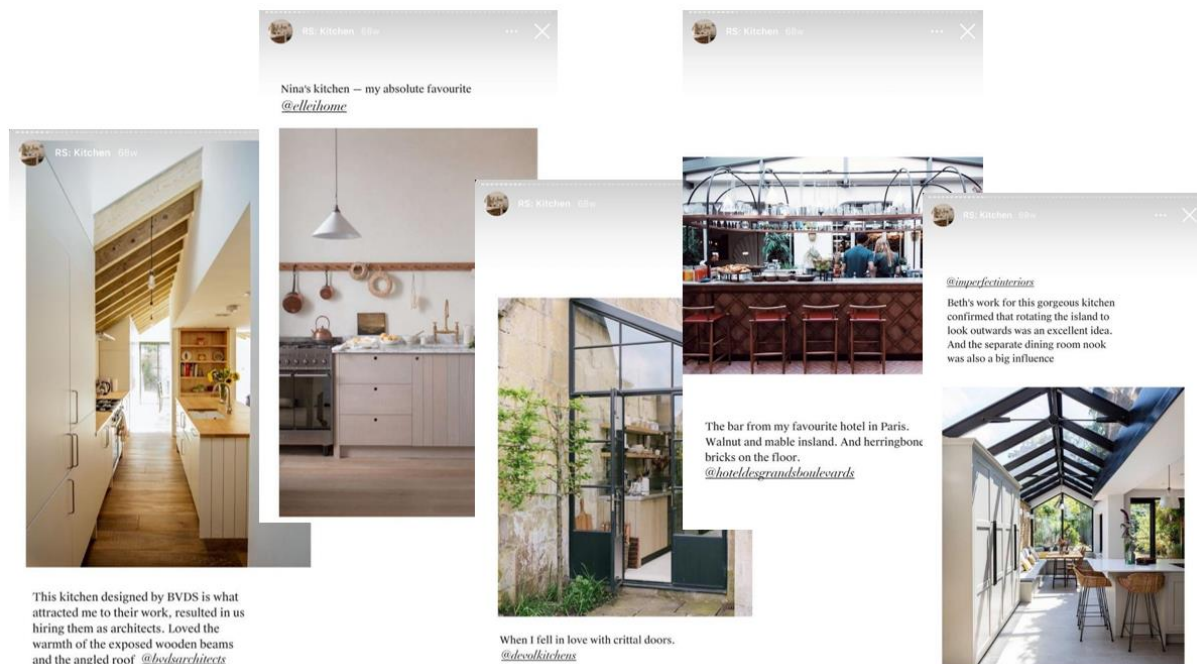 RS: Kitchen 68w
This kitchen designed by BVDS is what
attracted me to their work, resulted in us
hiring them as architects. Loved the
warmth of the exposed wooden beams
and the angled roof @bvdsarchitects
RS: Kitchen 68w
Nina's kitchen — my absolute favourite
@elleihome
RS: Kitchen 68w
When I fell in love with crittal doors.
@devolkitchens
RS: Kitchen 68w
The bar from my favourite hotel in Paris.
Walnut and mable insland. And herringbone
bricks on the floor.
@hoteldesgrandsboulevards
RS: Kitchen 68w
@imperfectinteriors
Beth's work for this gorgeous kitchen
confirmed that rotating the island to
look outwards was an excellent idea.
And the separate dining room nook
was also a big influence